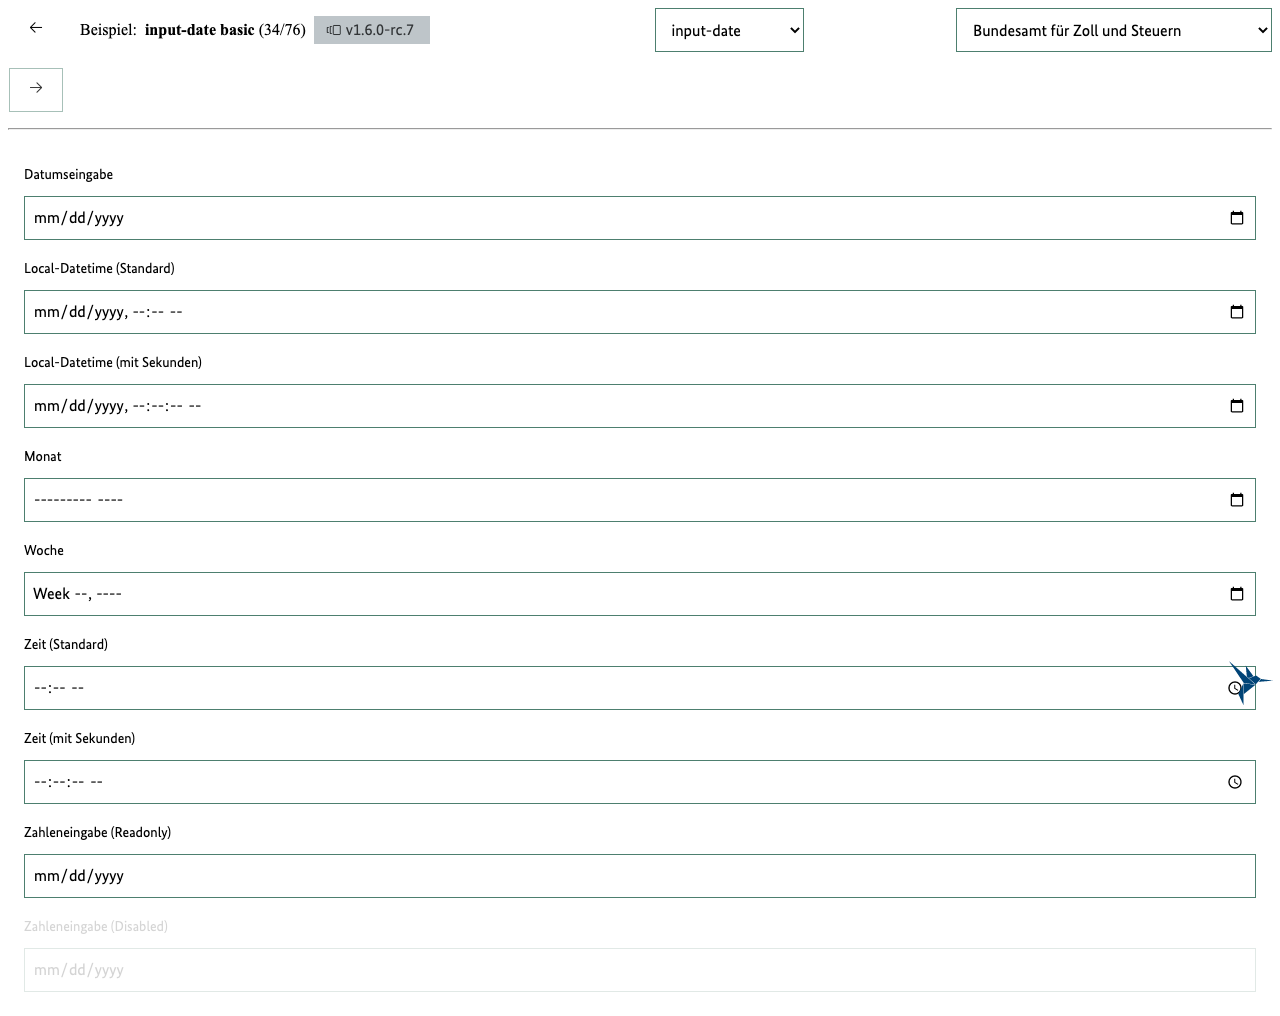 Beispiel: input-date basic (34/76) v1.6.0-rc.7 input-date Bundesamt für Zoll und Steuern
Datumseingabe
mm/dd/yyyy
Local-Datetime (Standard)
mm/dd/yyyy, --:-- --
Local-Datetime (mit Sekunden)
mm/dd/yyyy, --:--:-- --
Monat
--------- ----
Woche
Week --, ----
Zeit (Standard)
--:-- --
Zeit (mit Sekunden)
--:--:-- --
Zahleneingabe (Readonly)
mm/dd/yyyy
Zahleneingabe (Disabled)
mm/dd/yyyy